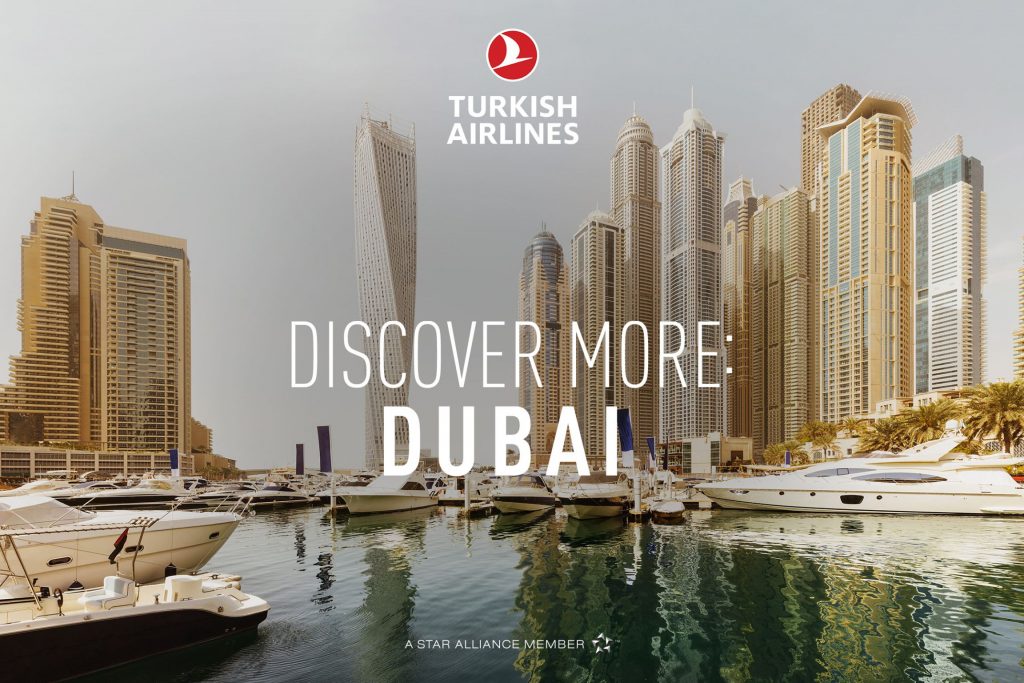 TURKISH
AIRLINES
DISCOVER MORE:
DUBAI
A STAR ALLIANCE MEMBER